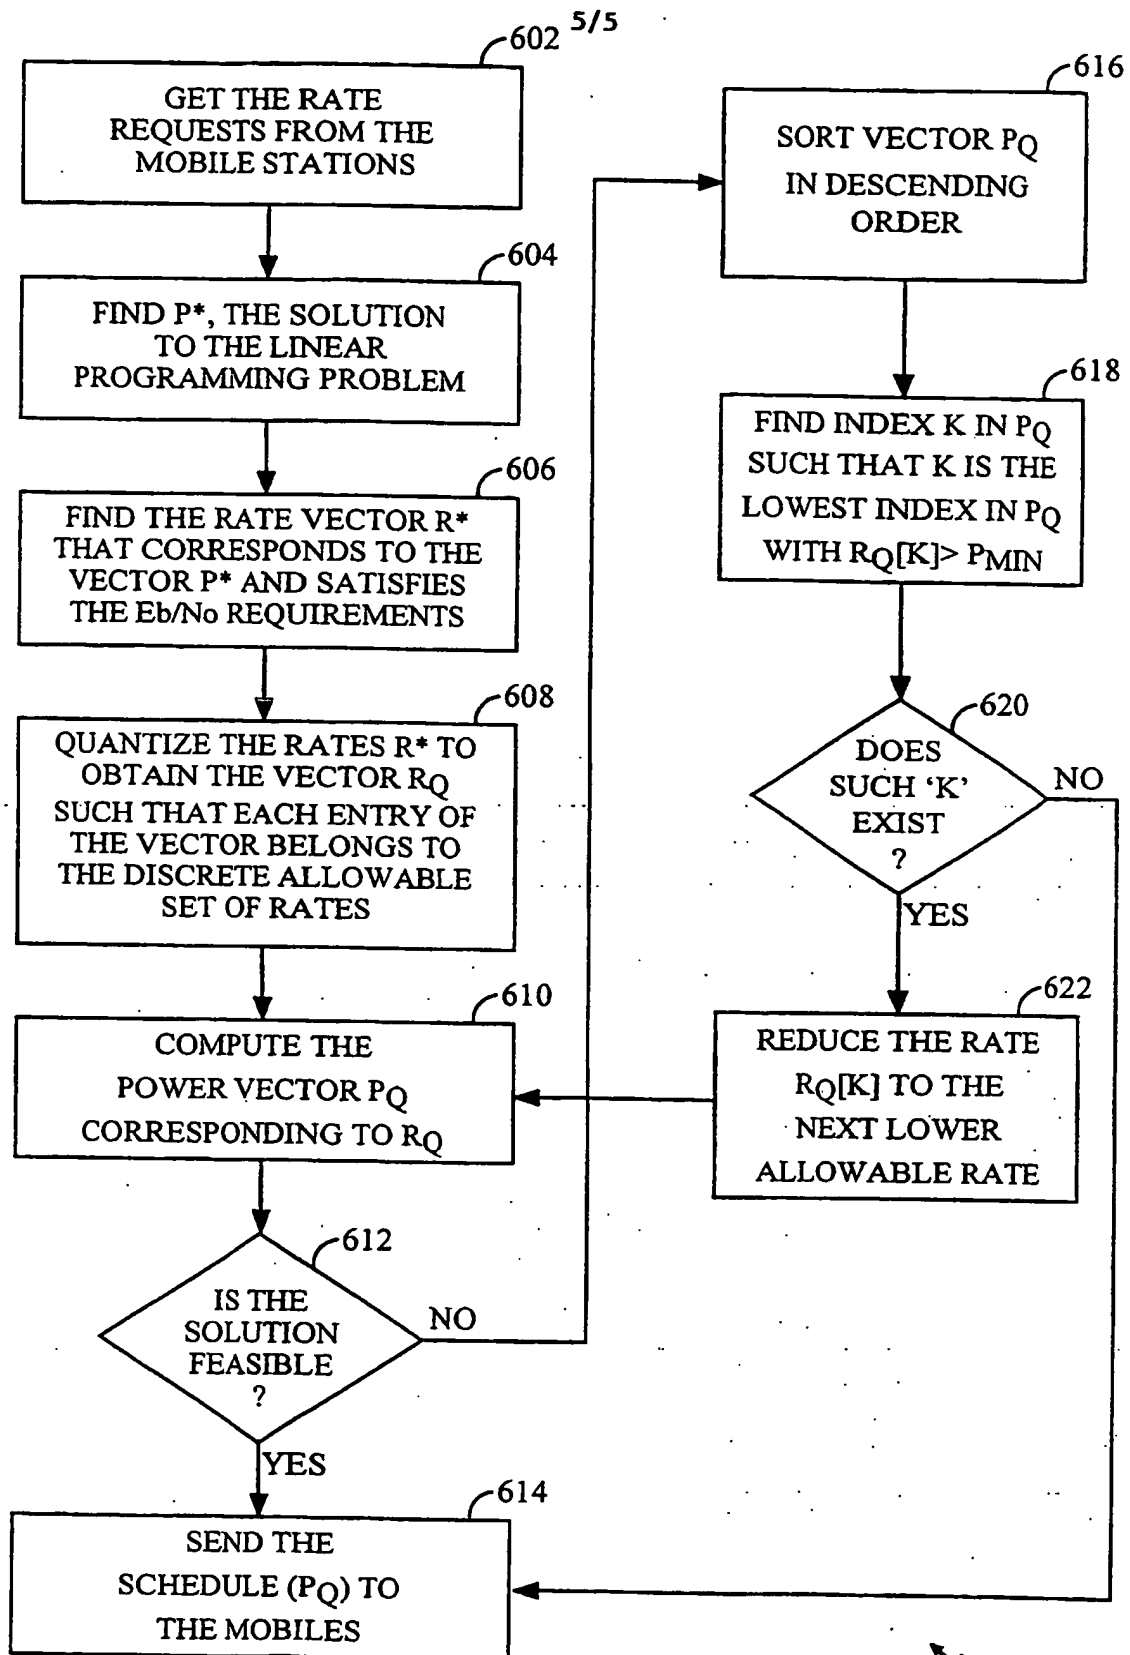 5/5
602
GET THE RATE
REQUESTS FROM THE
MOBILE STATIONS
604
FIND P*, THE SOLUTION
TO THE LINEAR
PROGRAMMING PROBLEM
606
FIND THE RATE VECTOR R*
THAT CORRESPONDS TO THE
VECTOR P* AND SATISFIES
THE Eb/No REQUIREMENTS
608
QUANTIZE THE RATES R* TO
OBTAIN THE VECTOR RQ
SUCH THAT EACH ENTRY OF
THE VECTOR BELONGS TO
THE DISCRETE ALLOWABLE
SET OF RATES
610
COMPUTE THE
POWER VECTOR PQ
CORRESPONDING TO RQ
612
IS THE
SOLUTION
FEASIBLE
?
NO
YES
614
SEND THE
SCHEDULE (PQ) TO
THE MOBILES
616
SORT VECTOR PQ
IN DESCENDING
ORDER
618
FIND INDEX K IN PQ
SUCH THAT K IS THE
LOWEST INDEX IN PQ
WITH RQ[K]> PMIN
620
DOES
SUCH ‘K’
EXIST
?
NO
YES
622
REDUCE THE RATE
RQ[K] TO THE
NEXT LOWER
ALLOWABLE RATE